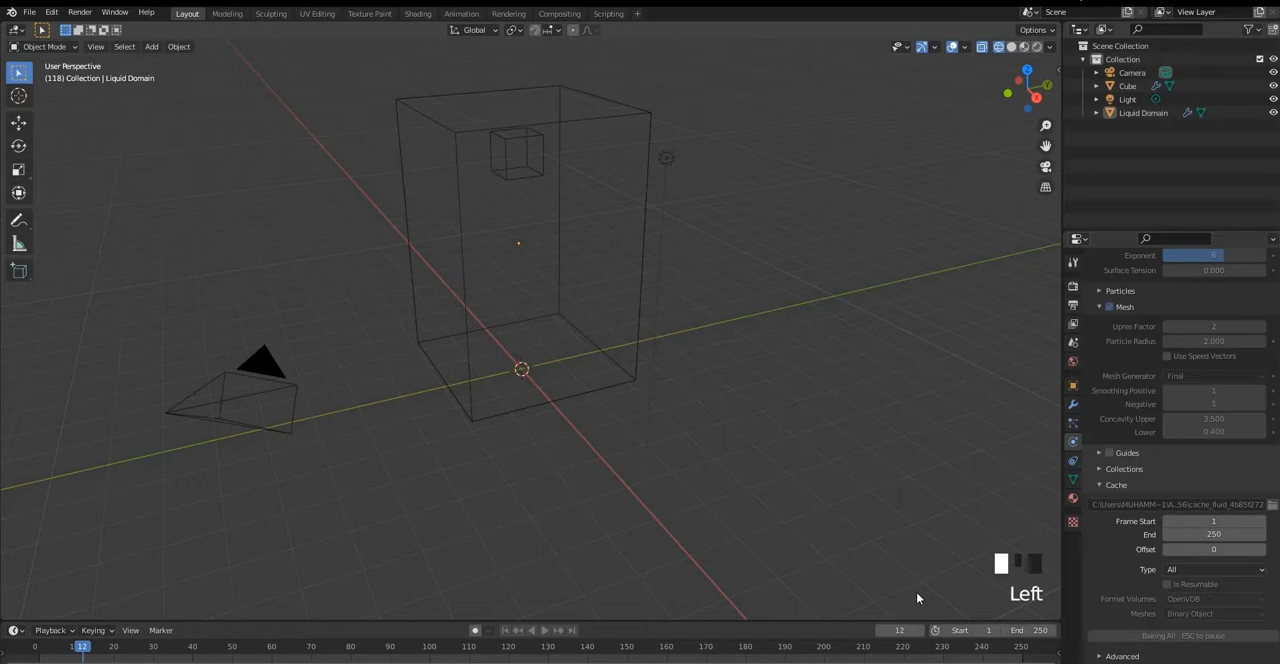 File Edit Render Window Help Layout Modeling Sculpting UV Editing Texture Paint Shading Animation Rendering Compositing Scripting + Scene View Layer
Global Options
Object Mode View Select Add Object
User Perspective
(118) Collection | Liquid Domain
Z
Y
X
Scene Collection
Collection
Camera
Cube
Light
Liquid Domain
Exponent 6
Surface Tension 0.000
Particles
Mesh
Upres Factor 2
Particle Radius 2.000
Use Speed Vectors
Mesh Generator Final
Smoothing Positive 1
Negative 1
Concavity Upper 3.500
Lower 0.400
Guides
Collections
Cache
C:\Users\MUHAMM~1\A...56\cache_fluid_4b85f272
Frame Start 1
End 250
Offset 0
Type All
Is Resumable
Format Volumes OpenVDB
Meshes Binary Object
Baking All - ESC to pause
Advanced
Left
Playback Keying View Marker 12 Start 1 End 250
0 12 20 30 40 50 60 70 80 90 100 110 120 130 140 150 160 170 180 190 200 210 220 230 240 250